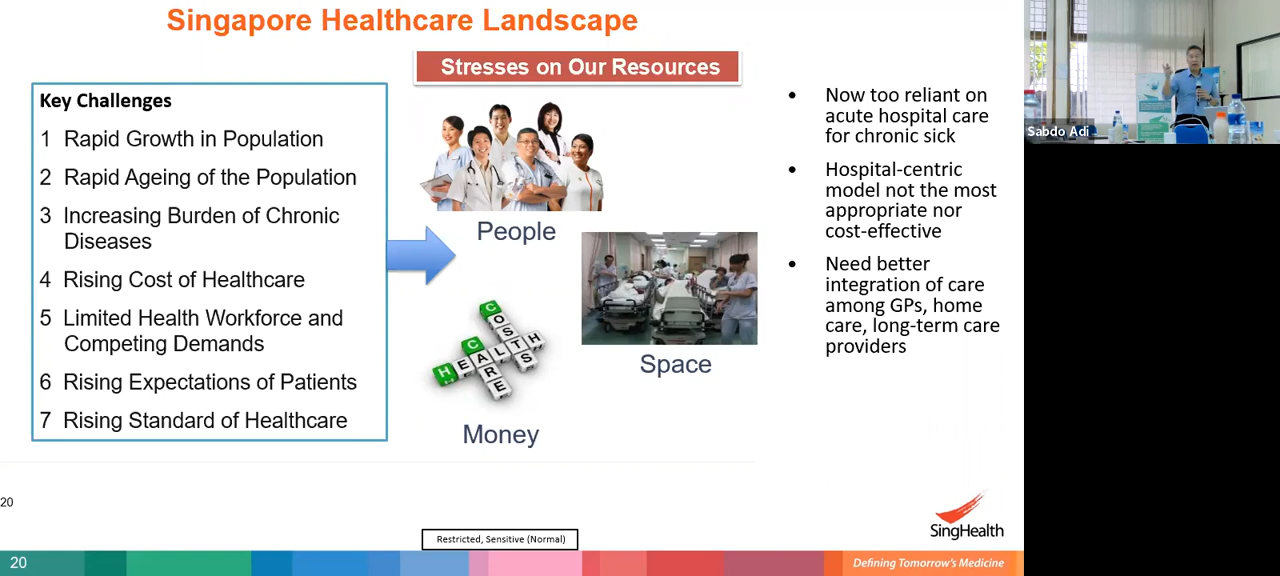 Singapore Healthcare Landscape
Stresses on Our Resources
Key Challenges
1 Rapid Growth in Population
2 Rapid Ageing of the Population
3 Increasing Burden of Chronic
Diseases
4 Rising Cost of Healthcare
5 Limited Health Workforce and
Competing Demands
6 Rising Expectations of Patients
7 Rising Standard of Healthcare
People
Space
HEALTH
CARE
COSTS
Money
• Now too reliant on
acute hospital care
for chronic sick
• Hospital-centric
model not the most
appropriate nor
cost-effective
• Need better
integration of care
among GPs, home
care, long-term care
providers
Sabdo Adi
20
SingHealth
Restricted, Sensitive (Normal)
20
Defining Tomorrow's Medicine